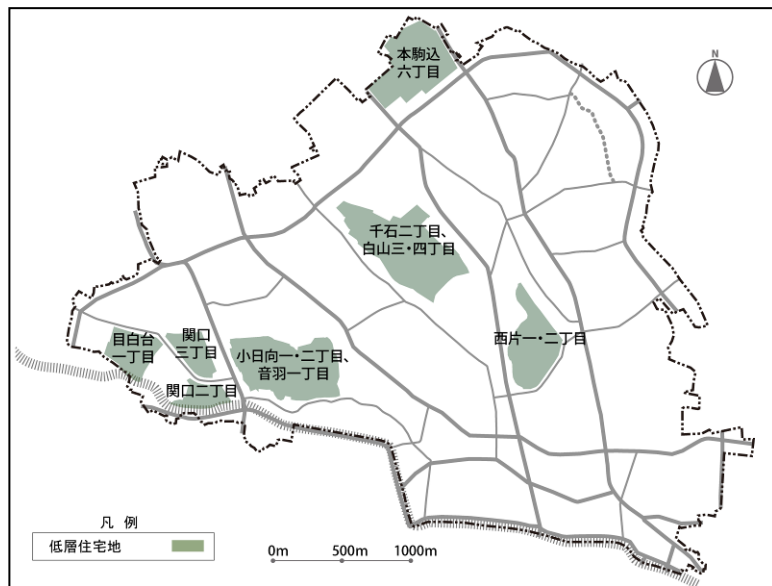 本駒込
六丁目
N
千石二丁目、
白山三・四丁目
目白台
一丁目
関口
三丁目
小日向一・二丁目、
音羽一丁目
西片一・二丁目
関口二丁目
凡 例
低層住宅地
0m 500m 1000m